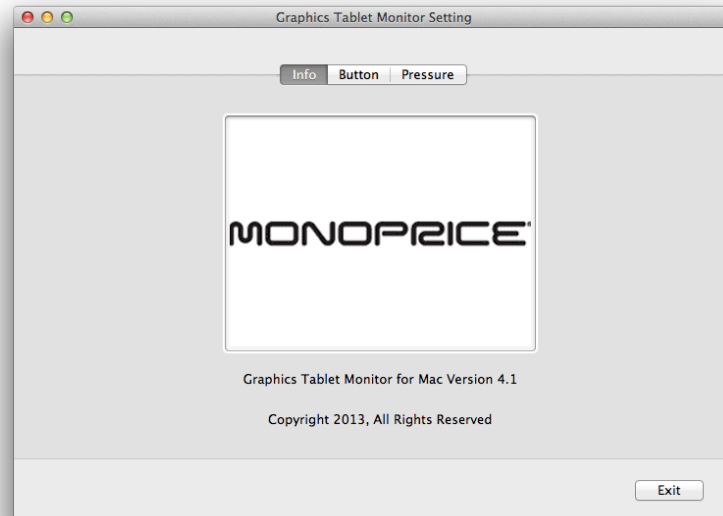 Graphics Tablet Monitor Setting
Info Button Pressure
MONOPRICE
Graphics Tablet Monitor for Mac Version 4.1
Copyright 2013, All Rights Reserved
Exit